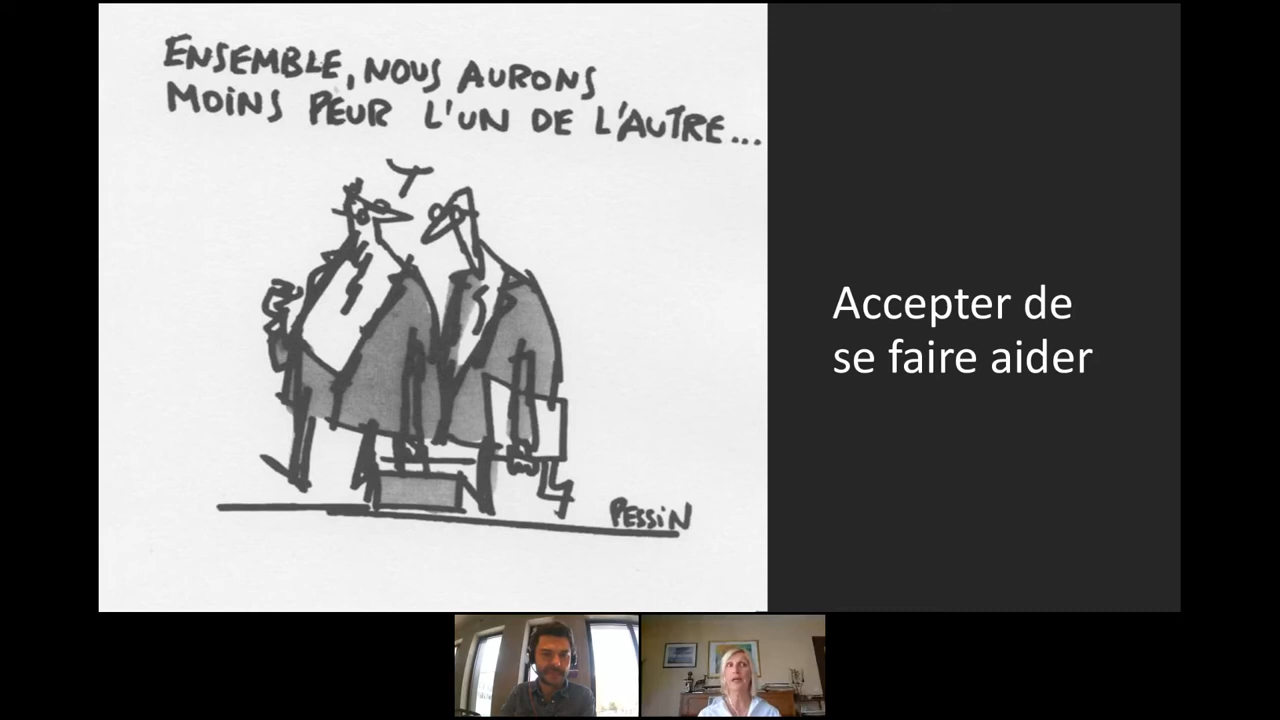 ENSEMBLE, NOUS AURONS
MOiNS PEUR L'UN DE L'AUTRE...
PESSiN
Accepter de
se faire aider